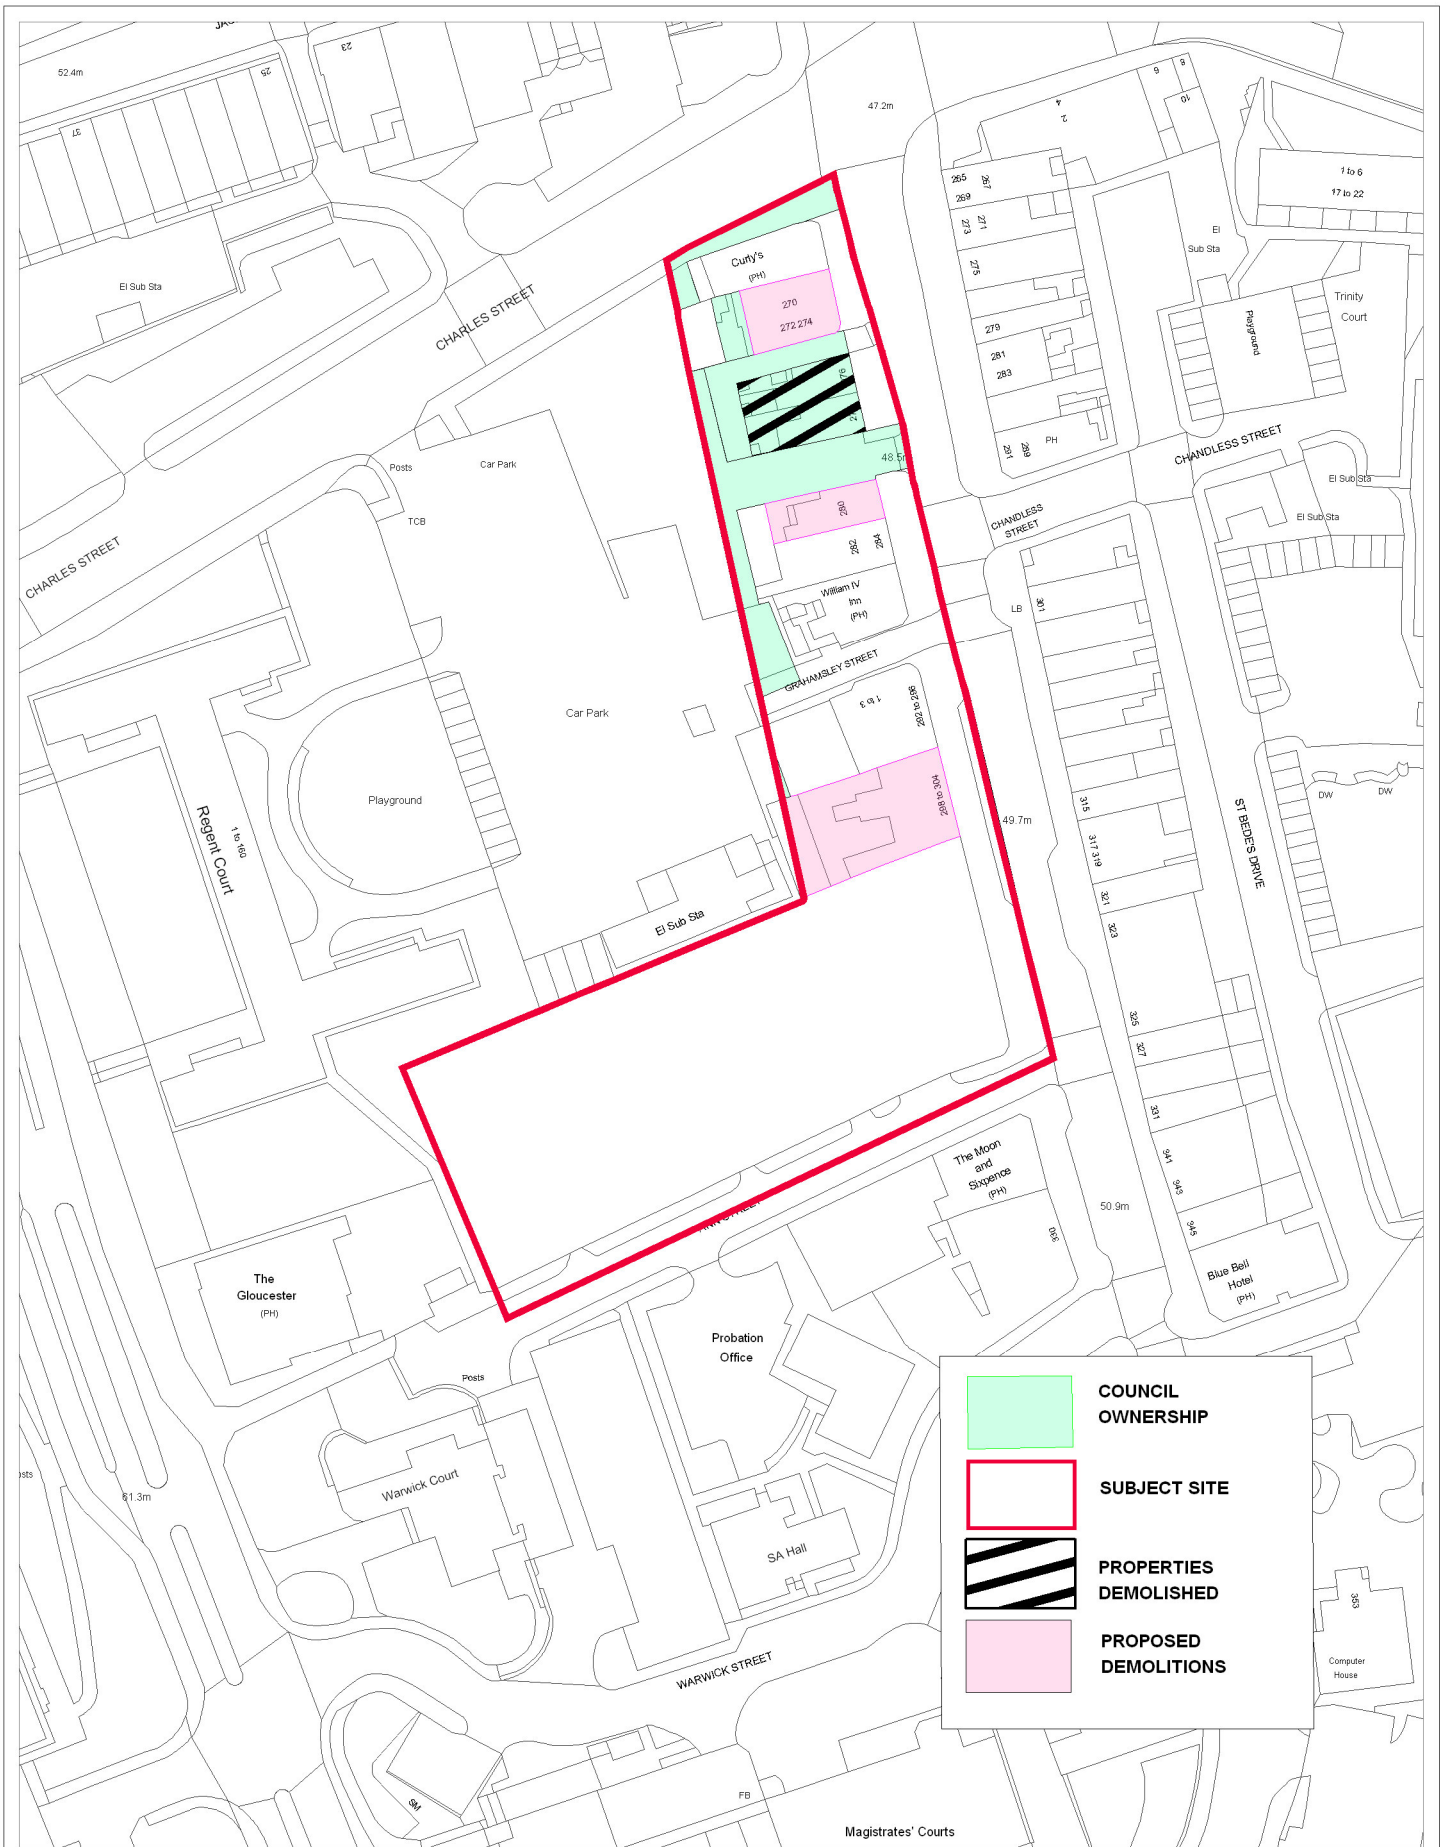 52.4m
23
25
37
47.2m
4
2
6
8
10
1 to 6
17 to 22
265
267
269
271
273
275
El
Sub Sta
El Sub Sta
CHARLES STREET
Curly's
(PH)
270
272 274
279
281
283
Playground
Trinity
Court
PH
289
291
CHANDLESS STREET
Posts
Car Park
TCB
El Sub Sta
El Sub Sta
CHANDLESS
STREET
280
282
284
CHARLES STREET
William IV
Inn
(PH)
LB
301
GRAHAMSLEY STREET
1 to 3
292 to 296
Car Park
Playground
Regent Court
1 to 160
298 to 304
49.7m
315
317 319
321
323
ST BEDE'S DRIVE
DW
DW
El Sub Sta
325
327
331
341
343
345
The Moon
and
Sixpence
(PH)
330
50.9m
Blue Bell
Hotel
(PH)
The
Gloucester
(PH)
Probation
Office
Posts
Warwick Court
61.3m
SA Hall
WARWICK STREET
353
Computer
House
SM
FB
Magistrates' Courts
COUNCIL
OWNERSHIP
SUBJECT SITE
PROPERTIES
DEMOLISHED
PROPOSED
DEMOLITIONS